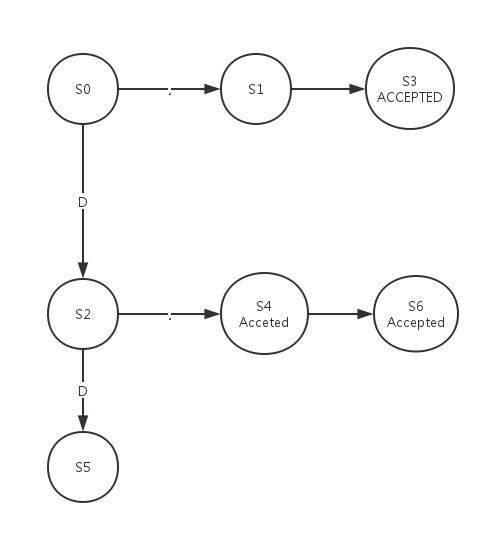 S0
.
S1
S3
ACCEPTED
D
S2
.
S4
Acceted
S6
Accepted
D
S5